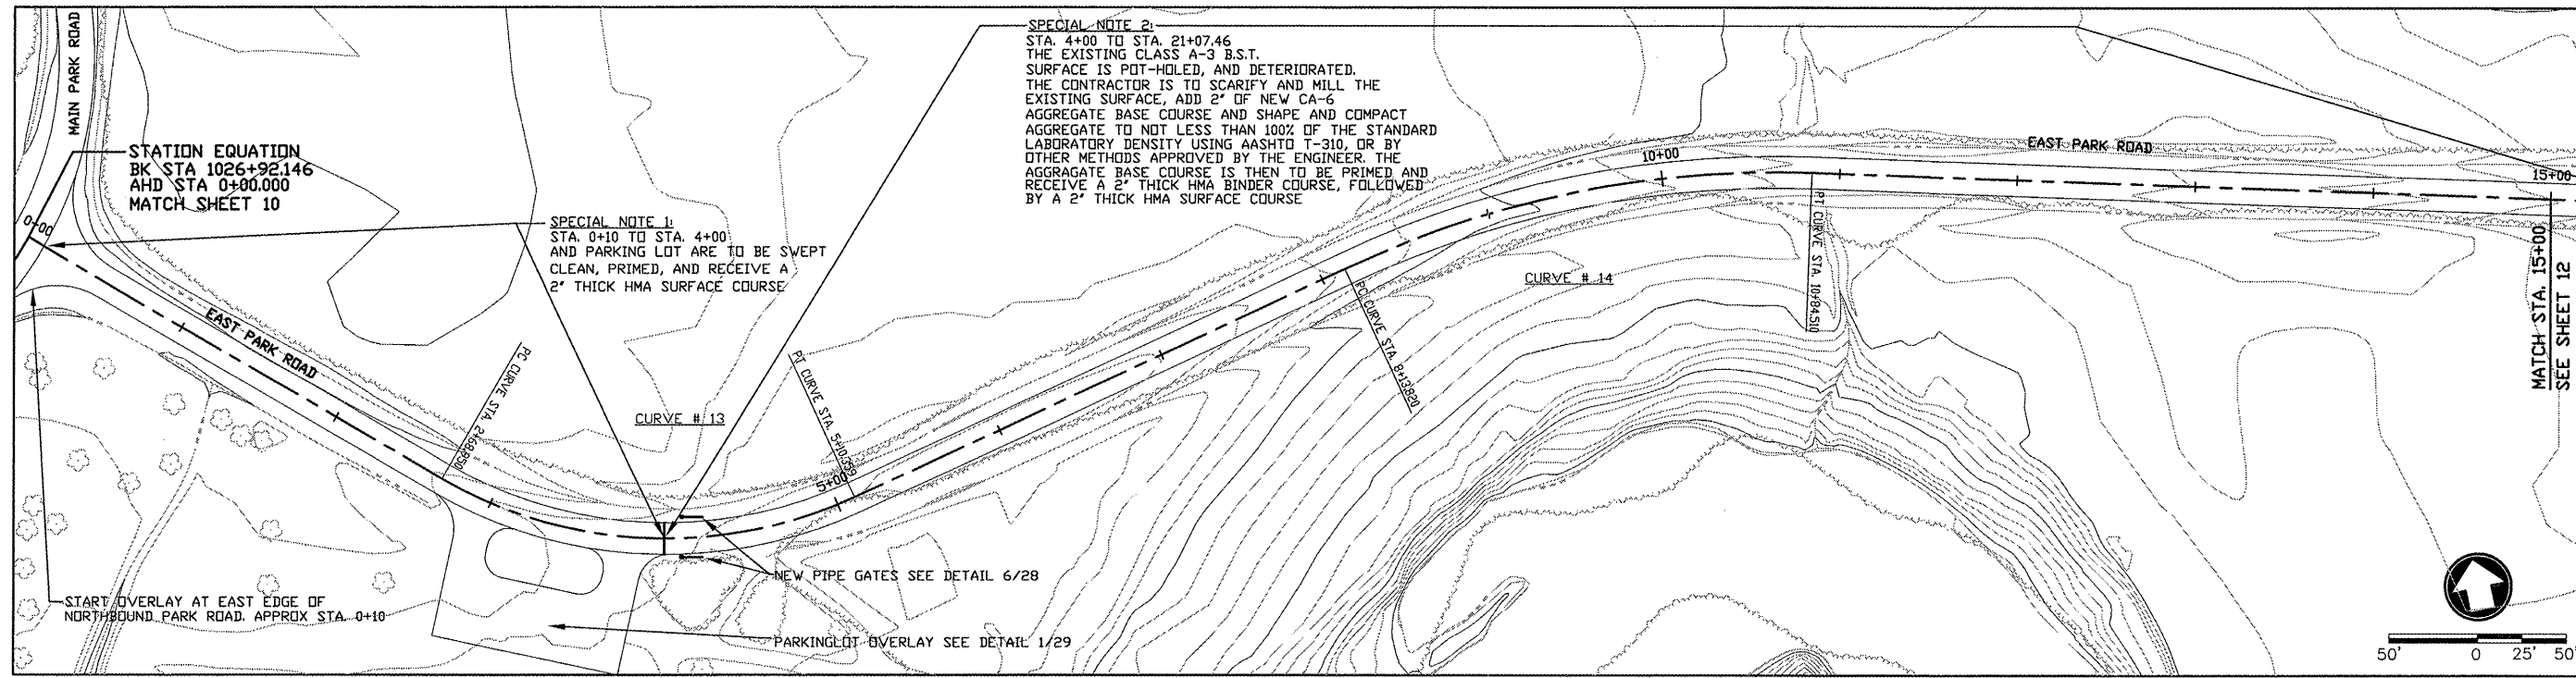 MAIN PARK ROAD
STATION EQUATION
BK STA 1026+92.146
AHD STA 0+00.000
MATCH SHEET 10
0+00
SPECIAL NOTE 1:
STA. 0+10 TO STA. 4+00
AND PARKING LOT ARE TO BE SWEPT
CLEAN, PRIMED, AND RECEIVE A
2" THICK HMA SURFACE COURSE
SPECIAL NOTE 2:
STA. 4+00 TO STA. 21+07.46
THE EXISTING CLASS A-3 B.S.T.
SURFACE IS POT-HOLED, AND DETERIORATED.
THE CONTRACTOR IS TO SCARIFY AND MILL THE
EXISTING SURFACE, ADD 2" OF NEW CA-6
AGGREGATE BASE COURSE AND SHAPE AND COMPACT
AGGREGATE TO NOT LESS THAN 100% OF THE STANDARD
LABORATORY DENSITY USING AASHTO T-310, OR BY
OTHER METHODS APPROVED BY THE ENGINEER. THE
AGGRAGATE BASE COURSE IS THEN TO BE PRIMED AND
RECEIVE A 2" THICK HMA BINDER COURSE, FOLLOWED
BY A 2" THICK HMA SURFACE COURSE
10+00
EAST PARK ROAD
15+00
EAST PARK ROAD
PC CURVE STA. 2+68.850
CURVE # 13
PT CURVE STA. 5+10.359
5+00
PC CURVE STA. 8+13.820
CURVE # 14
PT CURVE STA. 10+84.510
MATCH STA. 15+00
SEE SHEET 12
NEW PIPE GATES SEE DETAIL 6/28
START OVERLAY AT EAST EDGE OF
NORTHBOUND PARK ROAD. APPROX STA. 0+10
PARKINGLOT OVERLAY SEE DETAIL 1/29
50' 0 25' 50'